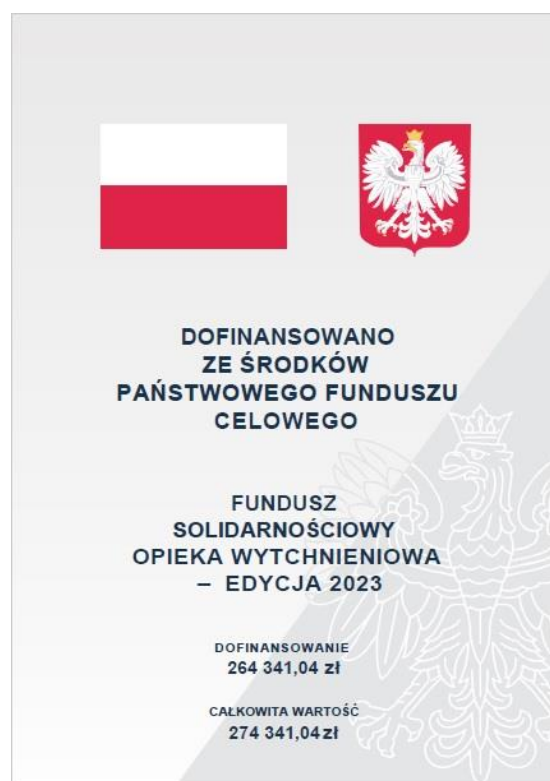 DOFINANSOWANO
ZE ŚRODKÓW
PAŃSTWOWEGO FUNDUSZU
CELOWEGO
FUNDUSZ
SOLIDARNOŚCIOWY
OPIEKA WYTCHNIENIOWA
– EDYCJA 2023
DOFINANSOWANIE
264 341,04 zł
CAŁKOWITA WARTOŚĆ
274 341,04 zł